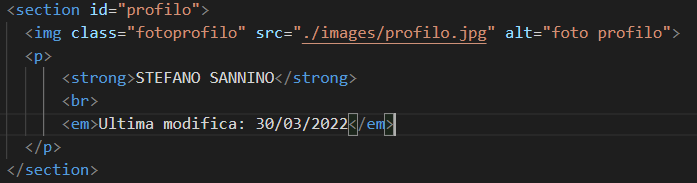 <section id="profilo">
<img class="fotoprofilo" src="./images/profilo.jpg" alt="foto profilo">
<p>
<strong>STEFANO SANNINO</strong>
<br>
<em>Ultima modifica: 30/03/2022</em>
</p>
</section>